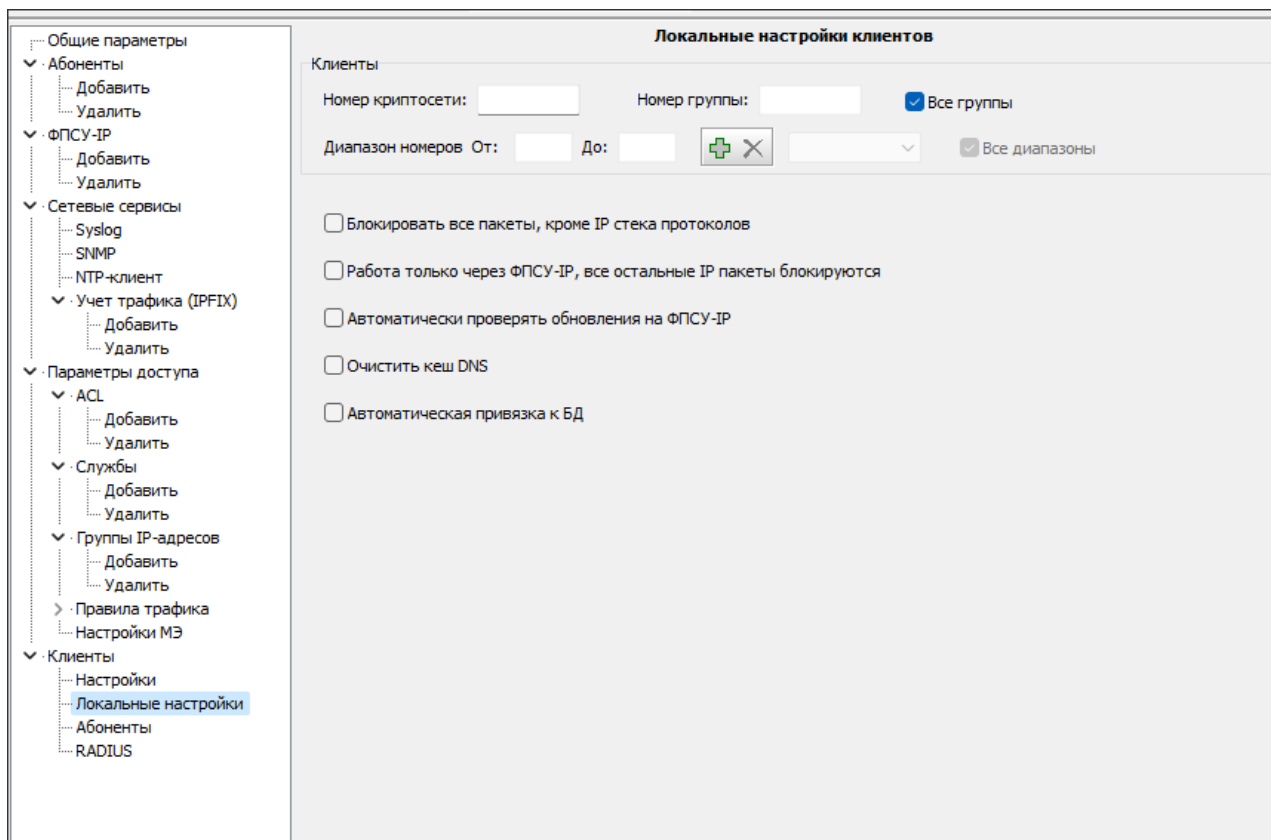 Общие параметры
Абоненты
Добавить
Удалить
ФПСУ-IP
Добавить
Удалить
Сетевые сервисы
Syslog
SNMP
NTP-клиент
Учет трафика (IPFIX)
Добавить
Удалить
Параметры доступа
ACL
Добавить
Удалить
Службы
Добавить
Удалить
Группы IP-адресов
Добавить
Удалить
Правила трафика
Настройки МЭ
Клиенты
Настройки
Локальные настройки
Абоненты
RADIUS
Локальные настройки клиентов
Клиенты
Номер криптосети: Номер группы: Все группы
Диапазон номеров От: До: Все диапазоны
Блокировать все пакеты, кроме IP стека протоколов
Работа только через ФПСУ-IP, все остальные IP пакеты блокируются
Автоматически проверять обновления на ФПСУ-IP
Очистить кеш DNS
Автоматическая привязка к БД